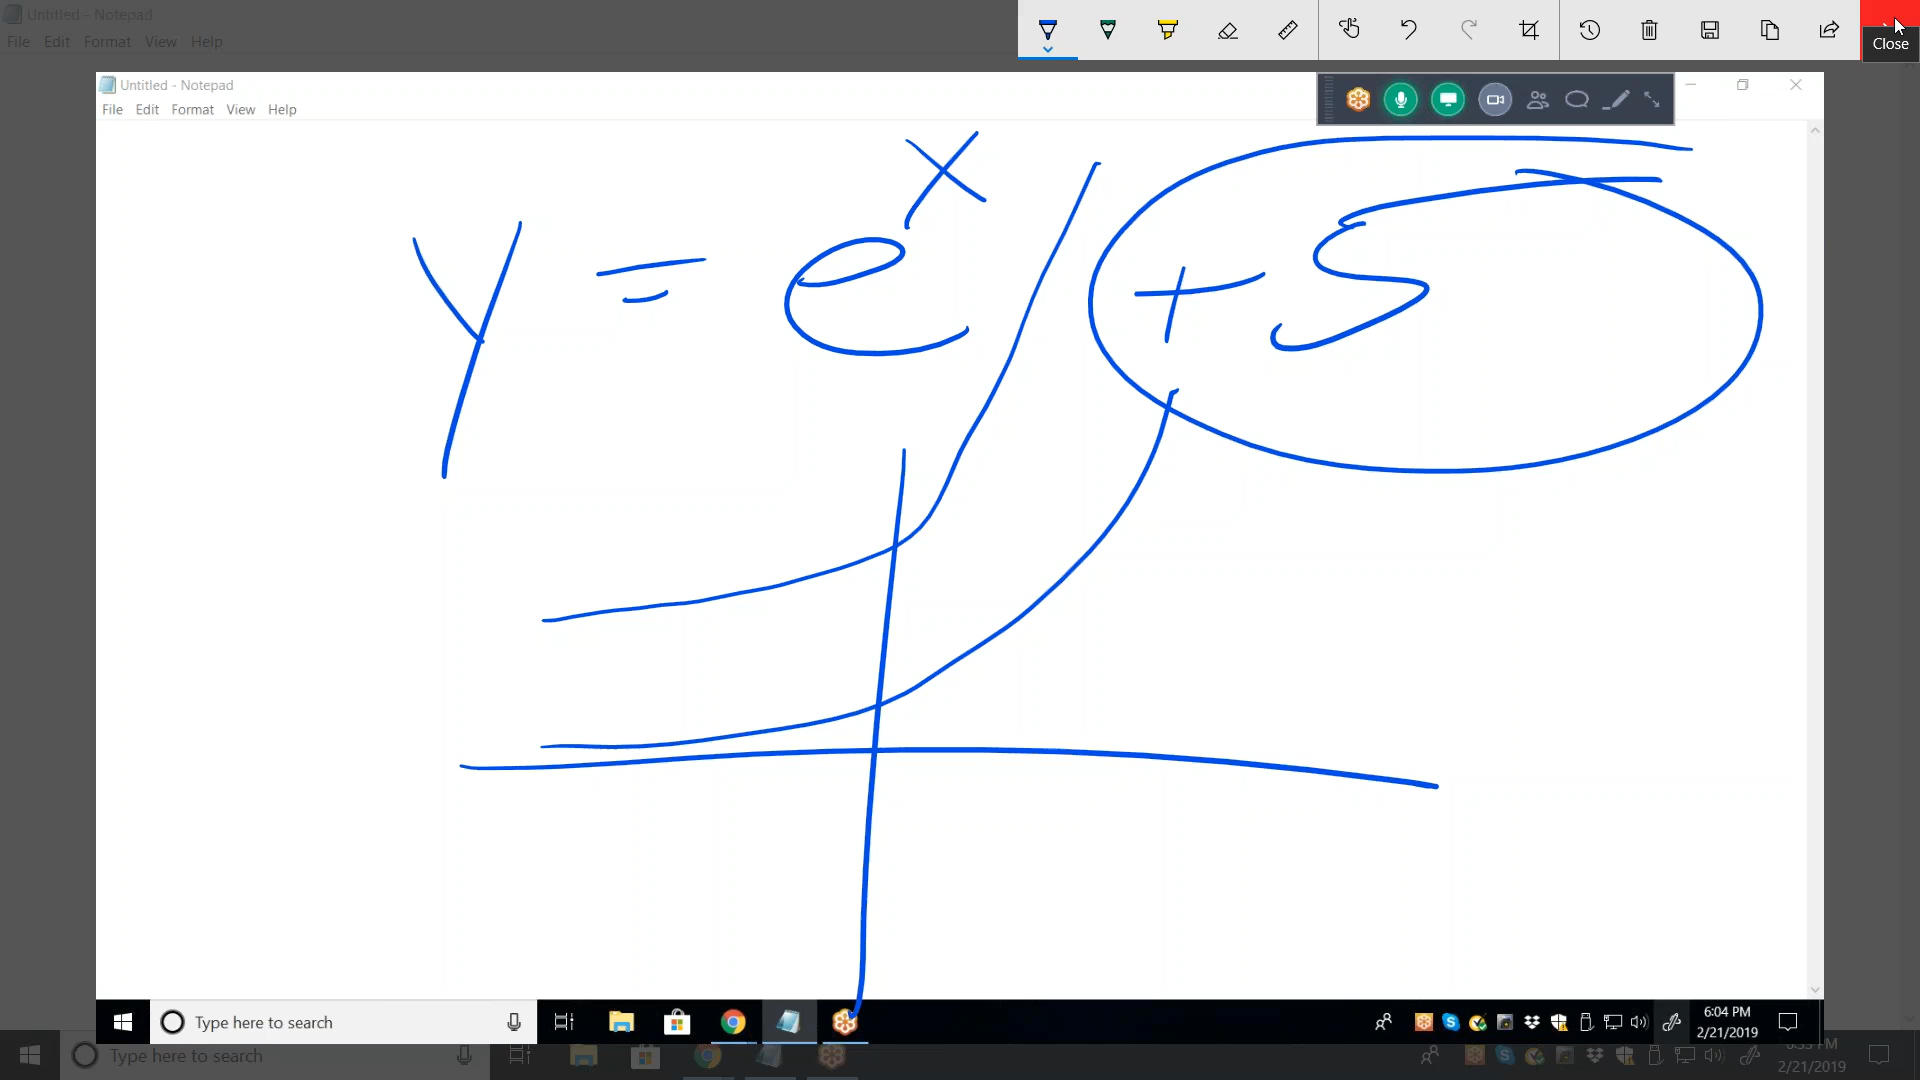 Untitled - Notepad
File Edit Format View Help
Close
Untitled - Notepad
File Edit Format View Help
y = e^x + 5
Type here to search
6:04 PM
2/21/2019
Type here to search
2/21/2019